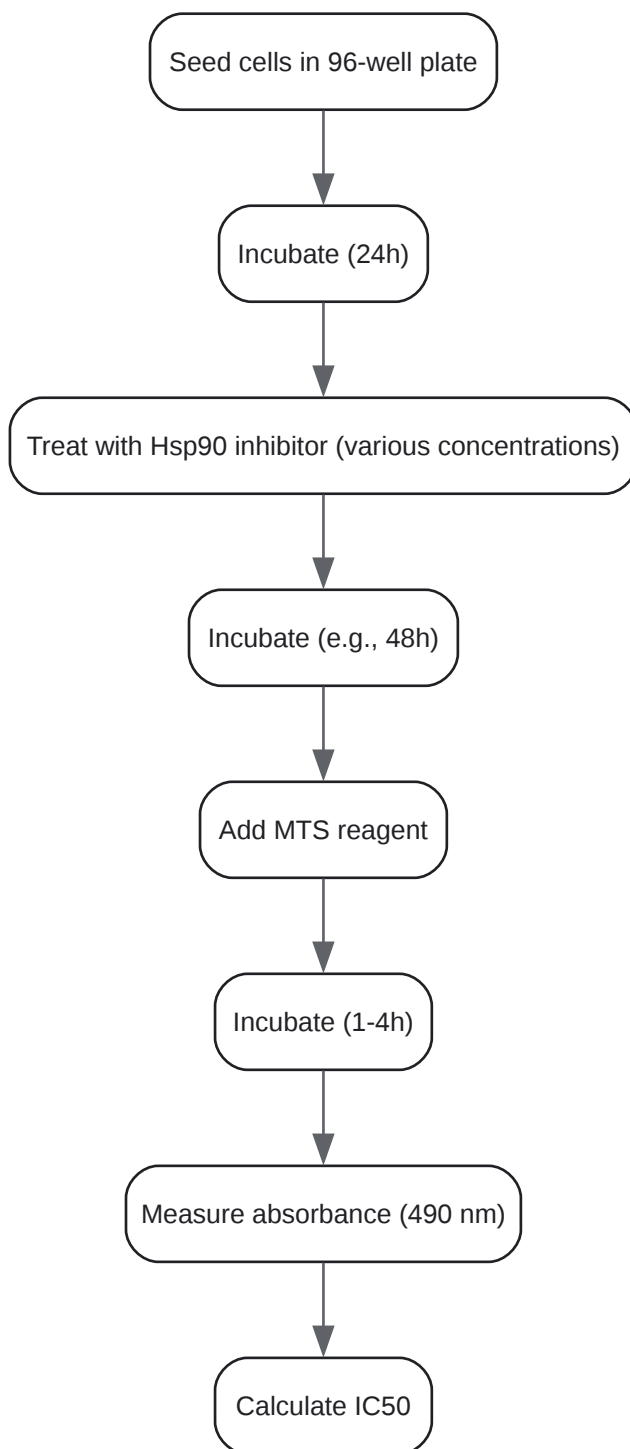 Seed cells in 96-well plate
Incubate (24h)
Treat with Hsp90 inhibitor (various concentrations)
Incubate (e.g., 48h)
Add MTS reagent
Incubate (1-4h)
Measure absorbance (490 nm)
Calculate IC50